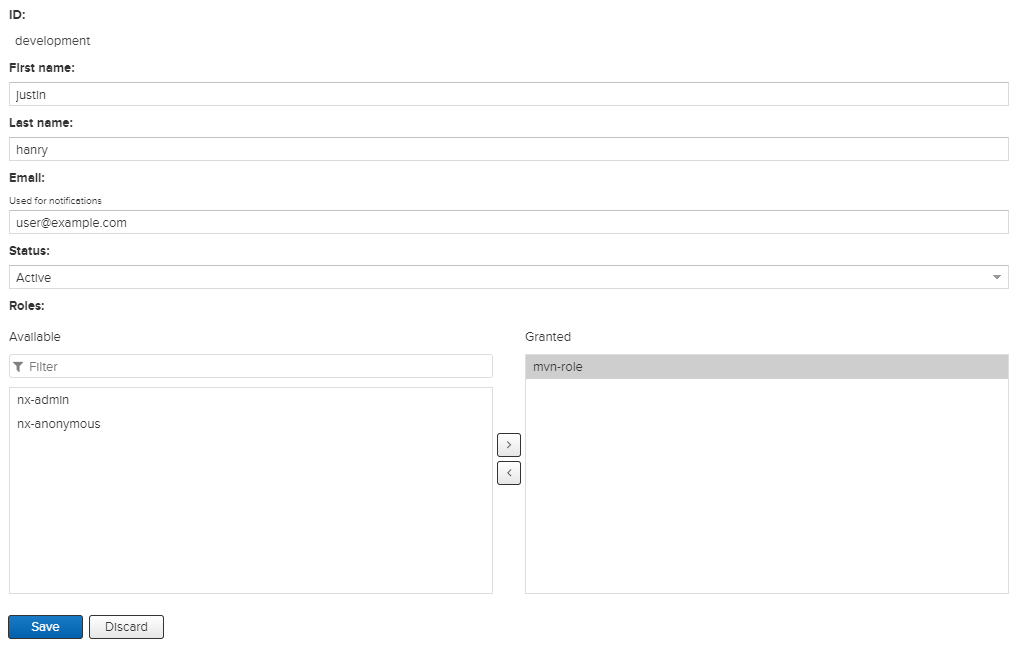 ID:
development
First name:
justin
Last name:
hanry
Email:
Used for notifications
user@example.com
Status:
Active
Roles:
Available
Granted
Filter
mvn-role
nx-admin
nx-anonymous
>
<
Save
Discard